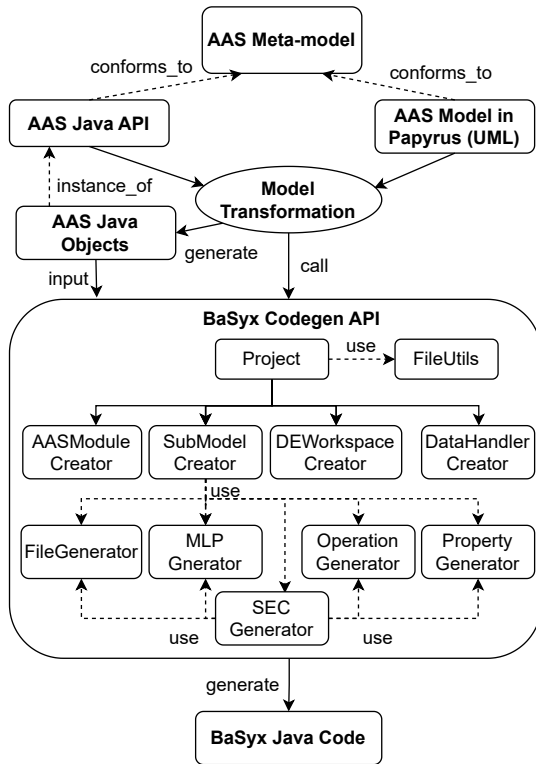 AAS Meta-model
conforms_to
conforms_to
AAS Java API
AAS Model in
Papyrus (UML)
instance_of
Model
Transformation
AAS Java
Objects
generate
input
call
BaSyx Codegen API
use
Project
FileUtils
AASModule
Creator
SubModel
Creator
DEWorkspace
Creator
DataHandler
Creator
use
FileGenerator
MLP
Gnerator
Operation
Generator
Property
Generator
SEC
Generator
use
use
generate
BaSyx Java Code